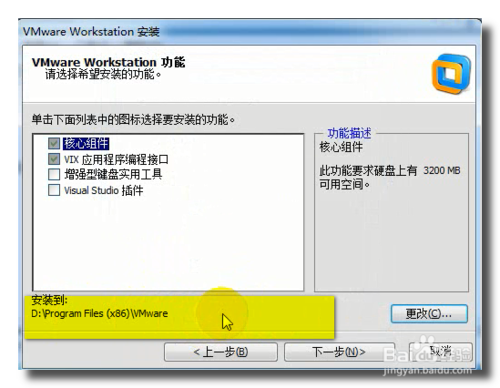 VMware Workstation 安装
VMware Workstation 功能
请选择希望安装的功能。
单击下面列表中的图标选择要安装的功能。
核心组件
VIX 应用程序编程接口
增强型键盘实用工具
Visual Studio 插件
功能描述
核心组件
此功能要求硬盘上有 3200 MB
可用空间。
安装到:
D:\Program Files (x86)\VMware
更改(C)...
<上一步(B) 下一步(N)> 取消
Baidu 经验
jingyan.baidu.com